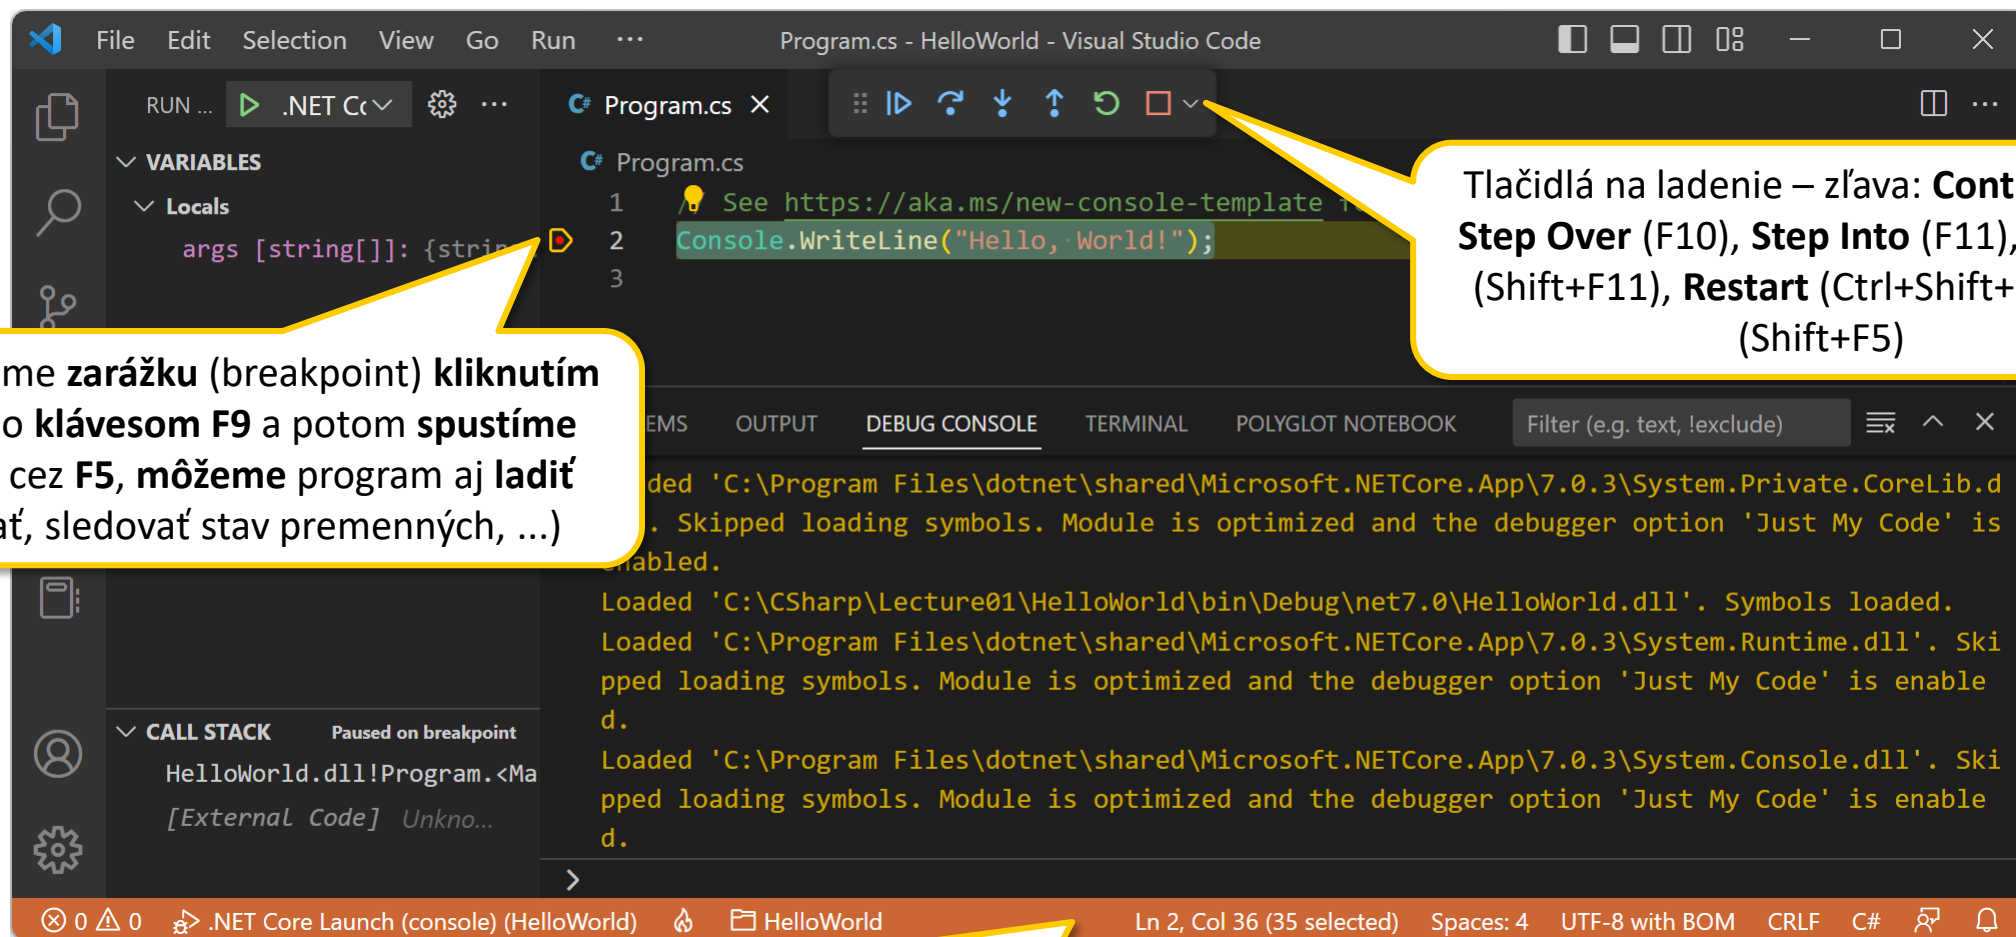 File Edit Selection View Go Run ··· Program.cs - HelloWorld - Visual Studio Code
RUN ... .NET Cc ···
C# Program.cs
VARIABLES
Locals
args [string[]]:
C# Program.cs
1 // See https://aka.ms/new-console-template
2 Console.WriteLine("Hello, World!");
3
Tlačidlá na ladenie – zľava: Cont
Step Over (F10), Step Into (F11),
(Shift+F11), Restart (Ctrl+Shift+
(Shift+F5)
me zarážku (breakpoint) kliknutím
o klávesom F9 a potom spustíme
cez F5, môžeme program aj ladiť
ať, sledovať stav premenných, ...)
EMS OUTPUT DEBUG CONSOLE TERMINAL POLYGLOT NOTEBOOK Filter (e.g. text, !exclude)
ded 'C:\Program Files\dotnet\shared\Microsoft.NETCore.App\7.0.3\System.Private.CoreLib.d
. Skipped loading symbols. Module is optimized and the debugger option 'Just My Code' is
enabled.
Loaded 'C:\CSharp\Lecture01\HelloWorld\bin\Debug\net7.0\HelloWorld.dll'. Symbols loaded.
Loaded 'C:\Program Files\dotnet\shared\Microsoft.NETCore.App\7.0.3\System.Runtime.dll'. Ski
pped loading symbols. Module is optimized and the debugger option 'Just My Code' is enable
d.
Loaded 'C:\Program Files\dotnet\shared\Microsoft.NETCore.App\7.0.3\System.Console.dll'. Ski
pped loading symbols. Module is optimized and the debugger option 'Just My Code' is enable
d.
CALL STACK Paused on breakpoint
HelloWorld.dll!Program.<Ma
[External Code] Unkno...
0 0 .NET Core Launch (console) (HelloWorld) HelloWorld Ln 2, Col 36 (35 selected) Spaces: 4 UTF-8 with BOM CRLF C#